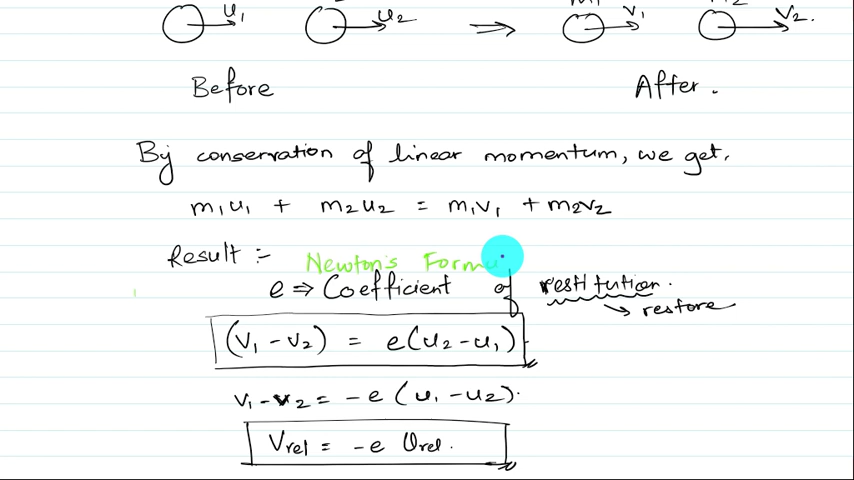 u₁ u₂ ⇒ v₁ v₂.
Before After.
By conservation of linear momentum, we get,
m₁u₁ + m₂u₂ = m₁v₁ + m₂v₂
Result :- Newton's Formu
e ⇒ Coefficient of restitution.
↳ restore
(v₁ - v₂) = e(u₂ - u₁)
v₁ - v₂ = -e (u₁ - u₂).
Vrel = -e Urel.